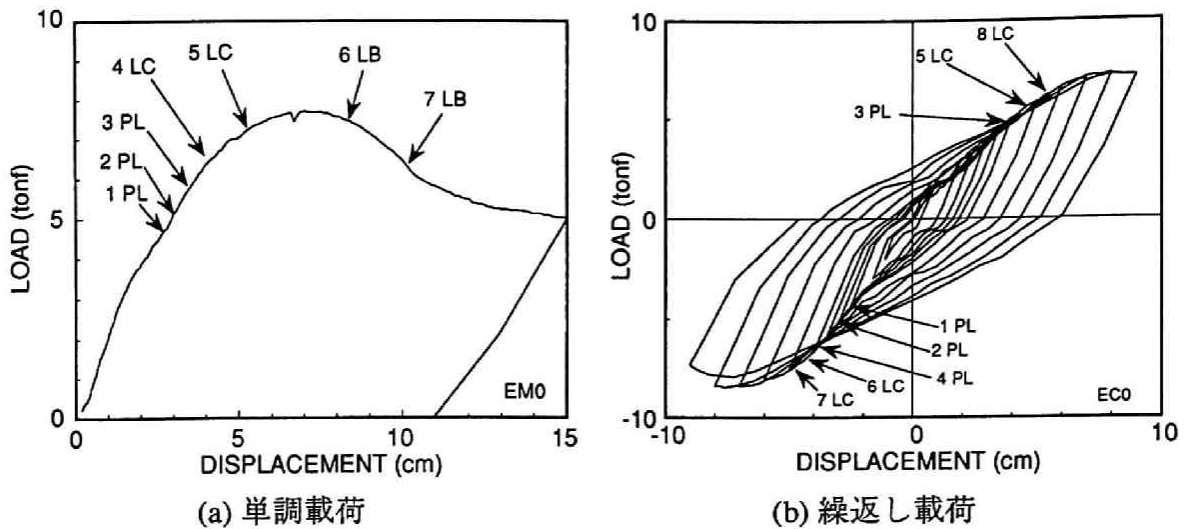 10
5
0
LOAD (tonf)
1 PL
2 PL
3 PL
4 LC
5 LC
6 LB
7 LB
EM0
0
5
10
15
DISPLACEMENT (cm)
(a) 単調載荷
10
0
-10
LOAD (tonf)
3 PL
5 LC
8 LC
1 PL
2 PL
4 PL
6 LC
7 LC
EC0
-10
0
10
DISPLACEMENT (cm)
(b) 繰返し載荷